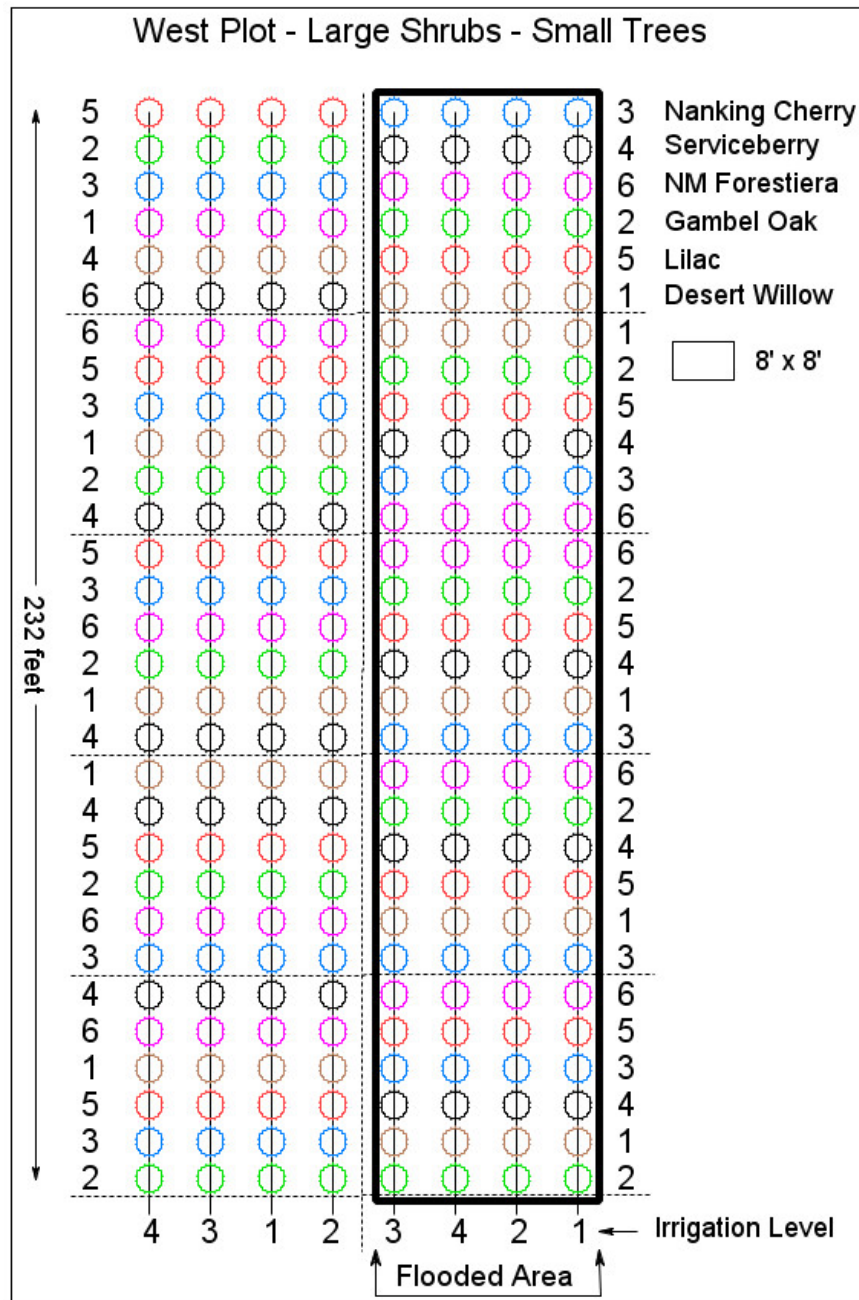 West Plot - Large Shrubs - Small Trees
5 3 Nanking Cherry
2 4 Serviceberry
3 6 NM Forestiera
1 2 Gambel Oak
4 5 Lilac
6 1 Desert Willow
6 1
5 2 8' x 8'
3 5
1 4
2 3
4 6
5 6
3 2
6 5
2 4
1 1
4 3
1 6
4 2
5 4
2 5
6 1
3 3
4 6
6 5
1 3
5 4
3 1
2 2
232 feet
4 3 1 2 3 4 2 1 Irrigation Level
Flooded Area